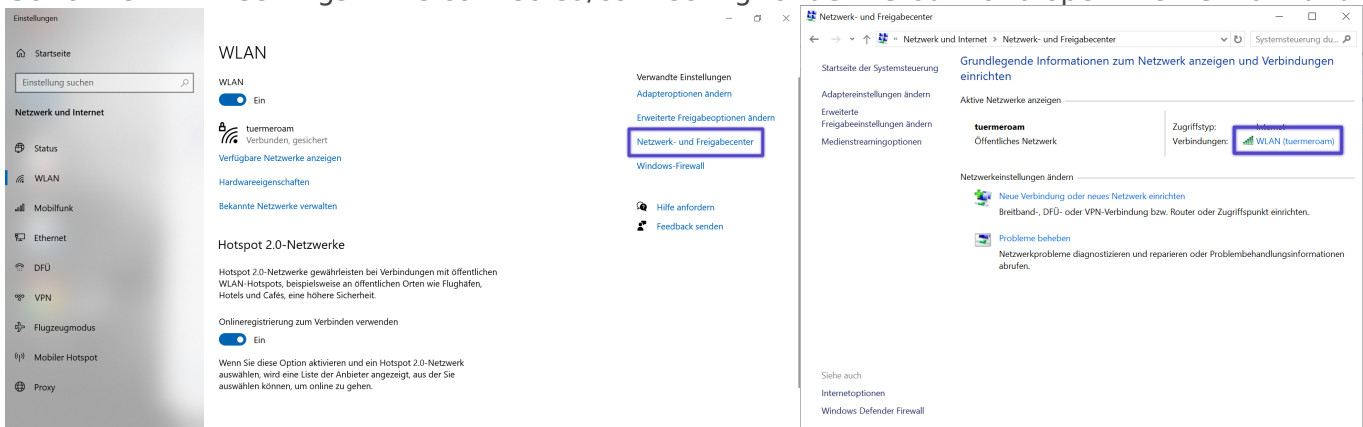 Einstellungen
Startseite
Einstellung suchen
Netzwerk und Internet
Status
WLAN
Mobilfunk
Ethernet
DFÜ
VPN
Flugzeugmodus
Mobiler Hotspot
Proxy
WLAN
WLAN
Ein
tuermeroam
Verbunden, gesichert
Verfügbare Netzwerke anzeigen
Hardwareeigenschaften
Bekannte Netzwerke verwalten
Hotspot 2.0-Netzwerke
Hotspot 2.0-Netzwerke gewährleisten bei Verbindungen mit öffentlichen
WLAN-Hotspots, beispielsweise an öffentlichen Orten wie Flughäfen,
Hotels und Cafés, eine höhere Sicherheit.
Onlineregistrierung zum Verbinden verwenden
Ein
Wenn Sie diese Option aktivieren und ein Hotspot 2.0-Netzwerk
auswählen, wird eine Liste der Anbieter angezeigt, aus der Sie
auswählen können, um online zu gehen.
Verwandte Einstellungen
Adapteroptionen ändern
Erweiterte Freigabeoptionen ändern
Netzwerk- und Freigabecenter
Windows-Firewall
Hilfe anfordern
Feedback senden
Netzwerk- und Freigabecenter
« Netzwerk und Internet > Netzwerk- und Freigabecenter
Systemsteuerung du...
Startseite der Systemsteuerung
Adaptereinstellungen ändern
Erweiterte
Freigabeeinstellungen ändern
Medienstreamingoptionen
Grundlegende Informationen zum Netzwerk anzeigen und Verbindungen
einrichten
Aktive Netzwerke anzeigen
tuermeroam
Öffentliches Netzwerk
Zugriffstyp: Internet
Verbindungen: WLAN (tuermeroam)
Netzwerkeinstellungen ändern
Neue Verbindung oder neues Netzwerk einrichten
Breitband-, DFÜ- oder VPN-Verbindung bzw. Router oder Zugriffspunkt einrichten.
Probleme beheben
Netzwerkprobleme diagnostizieren und reparieren oder Problembehandlungsinformationen
abrufen.
Siehe auch
Internetoptionen
Windows Defender Firewall